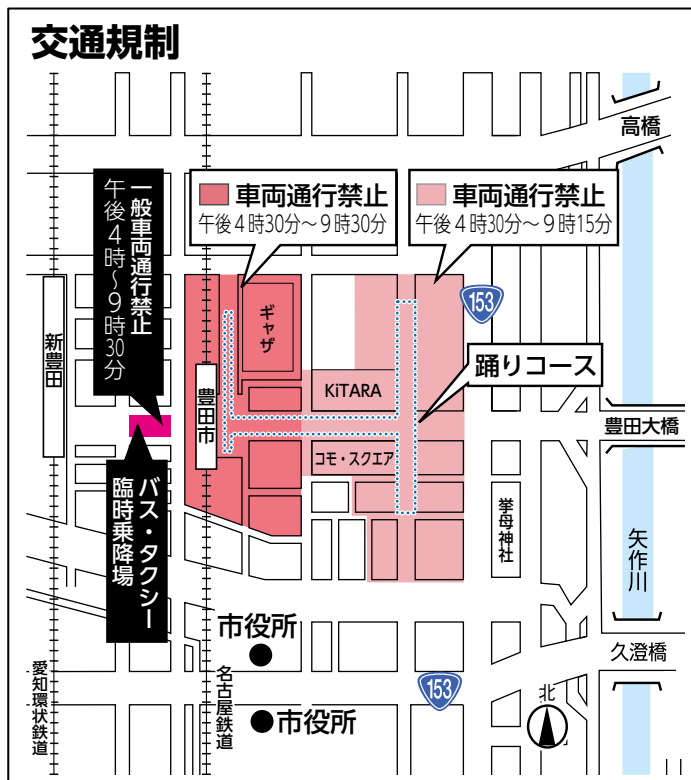 交通規制
高橋
車両通行禁止
午後4時30分～9時30分
車両通行禁止
午後4時30分～9時15分
一般車両通行禁止
午後4時～9時30分
153
新豊田
ギャザ
豊田市
踊りコース
KiTARA
豊田大橋
コモ・スクエア
バス・タクシー
臨時乗降場
挙母神社
矢作川
市役所
久澄橋
愛知環状鉄道
名古屋鉄道
153
北
市役所